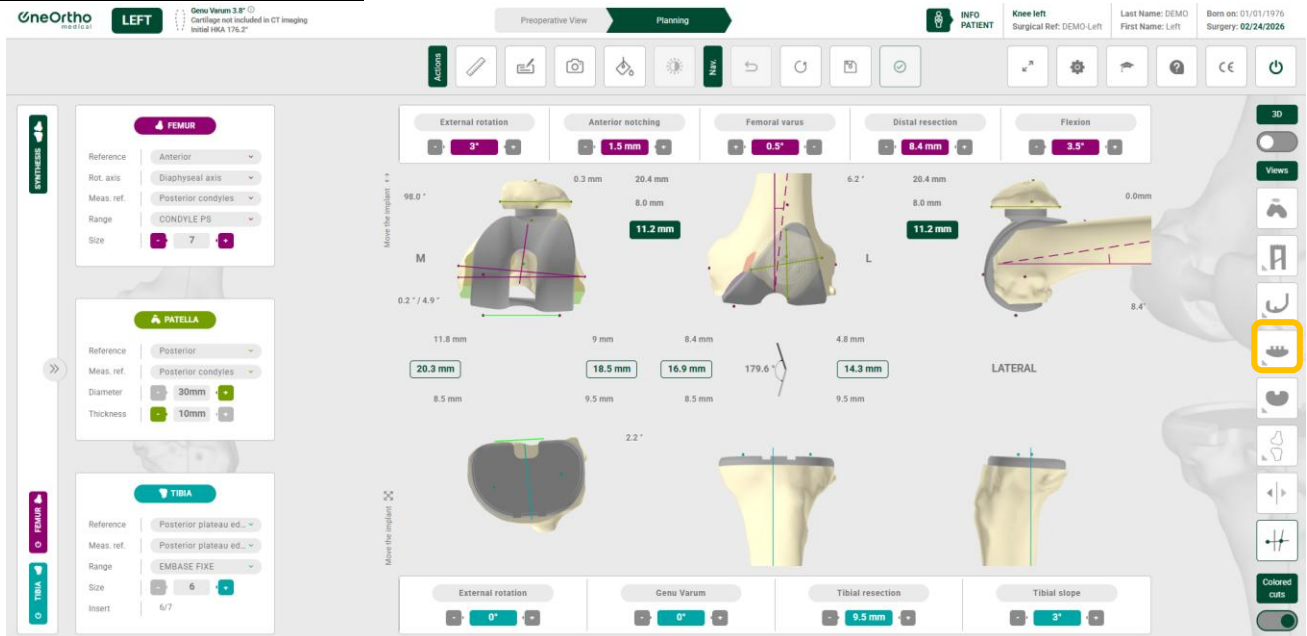 OneOrtho
medical
LEFT
Genu Varum 3.8° ⓘ
Cartilage not included in CT imaging
Initial HKA 176.2°
Preoperative View
Planning
INFO
PATIENT
Knee left
Surgical Ref: DEMO-Left
Last Name: DEMO
First Name: Left
Born on: 01/01/1976
Surgery: 02/24/2026
Actions
Nav.
CE
SYNTHESIS
FEMUR
Reference Anterior
Rot. axis Diaphyseal axis
Meas. ref. Posterior condyles
Range CONDYLE PS
Size - 7 +
PATELLA
Reference Posterior
Meas. ref. Posterior condyles
Diameter - 30mm +
Thickness - 10mm +
TIBIA
Reference Posterior plateau ed...
Meas. ref. Posterior plateau ed...
Range EMBASE FIXE
Size - 6 +
Insert 6/7
FEMUR
TIBIA
External rotation
- 3° +
Anterior notching
- 1.5 mm +
Femoral varus
+ 0.5° -
Distal resection
- 8.4 mm +
Flexion
- 3.5° +
Move the implant
98.0 °
0.3 mm
20.4 mm
8.0 mm
11.2 mm
6.2 °
20.4 mm
8.0 mm
11.2 mm
0.0mm
M
L
0.2 ° / 4.9 °
8.4°
11.8 mm
9 mm
8.4 mm
4.8 mm
20.3 mm
18.5 mm
16.9 mm
179.6 °
14.3 mm
LATERAL
8.5 mm
9.5 mm
8.5 mm
9.5 mm
2.2 °
Move the implant
External rotation
- 0° +
Genu Varum
- 0° +
Tibial resection
- 9.5 mm +
Tibial slope
- 3° +
3D
Views
Colored
cuts